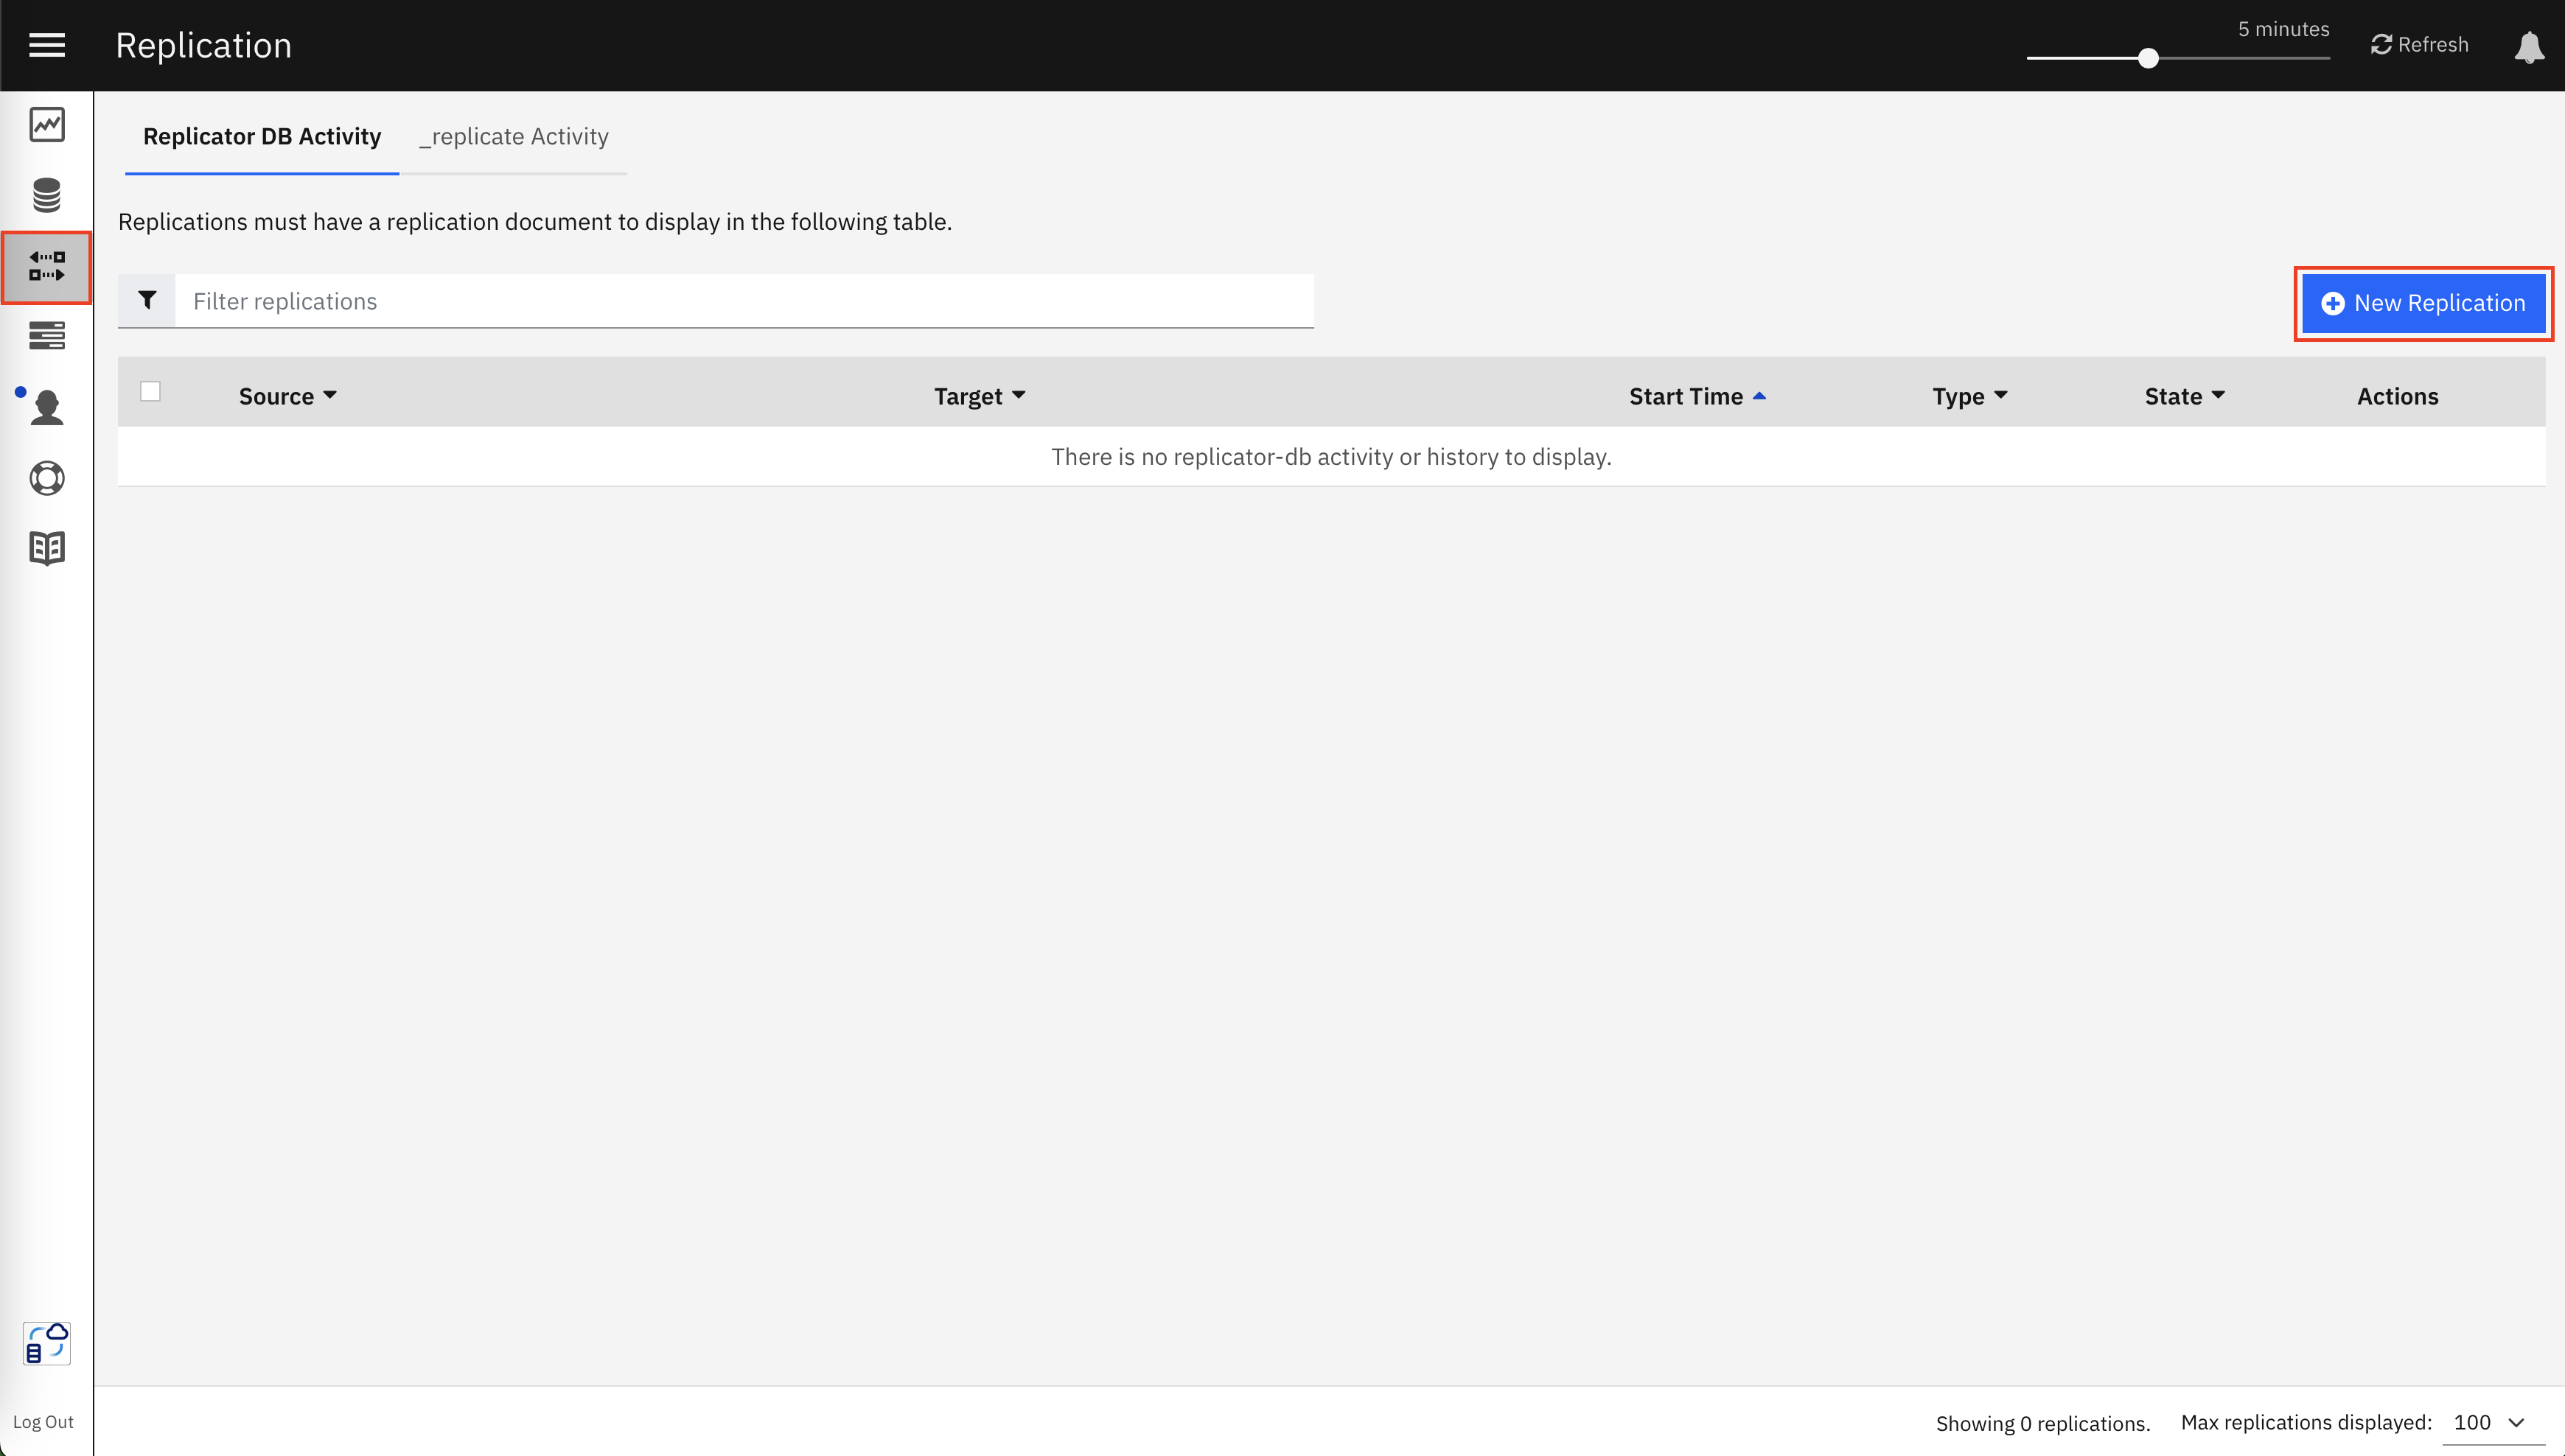 Replication
5 minutes
Refresh
Replicator DB Activity
_replicate Activity
Replications must have a replication document to display in the following table.
Filter replications
New Replication
Source
Target
Start Time
Type
State
Actions
There is no replicator-db activity or history to display.
Log Out
Showing 0 replications.
Max replications displayed: 100